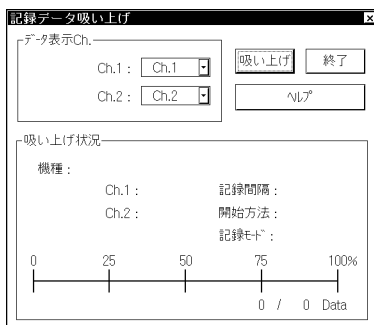 記録データ吸い上げ
データ表示Ch.
Ch.1： Ch.1
Ch.2： Ch.2
吸い上げ 終了
ヘルプ
吸い上げ状況
機種：
Ch.1： 記録間隔：
Ch.2： 開始方法：
記録モード：
0 25 50 75 100%
0 / 0 Data